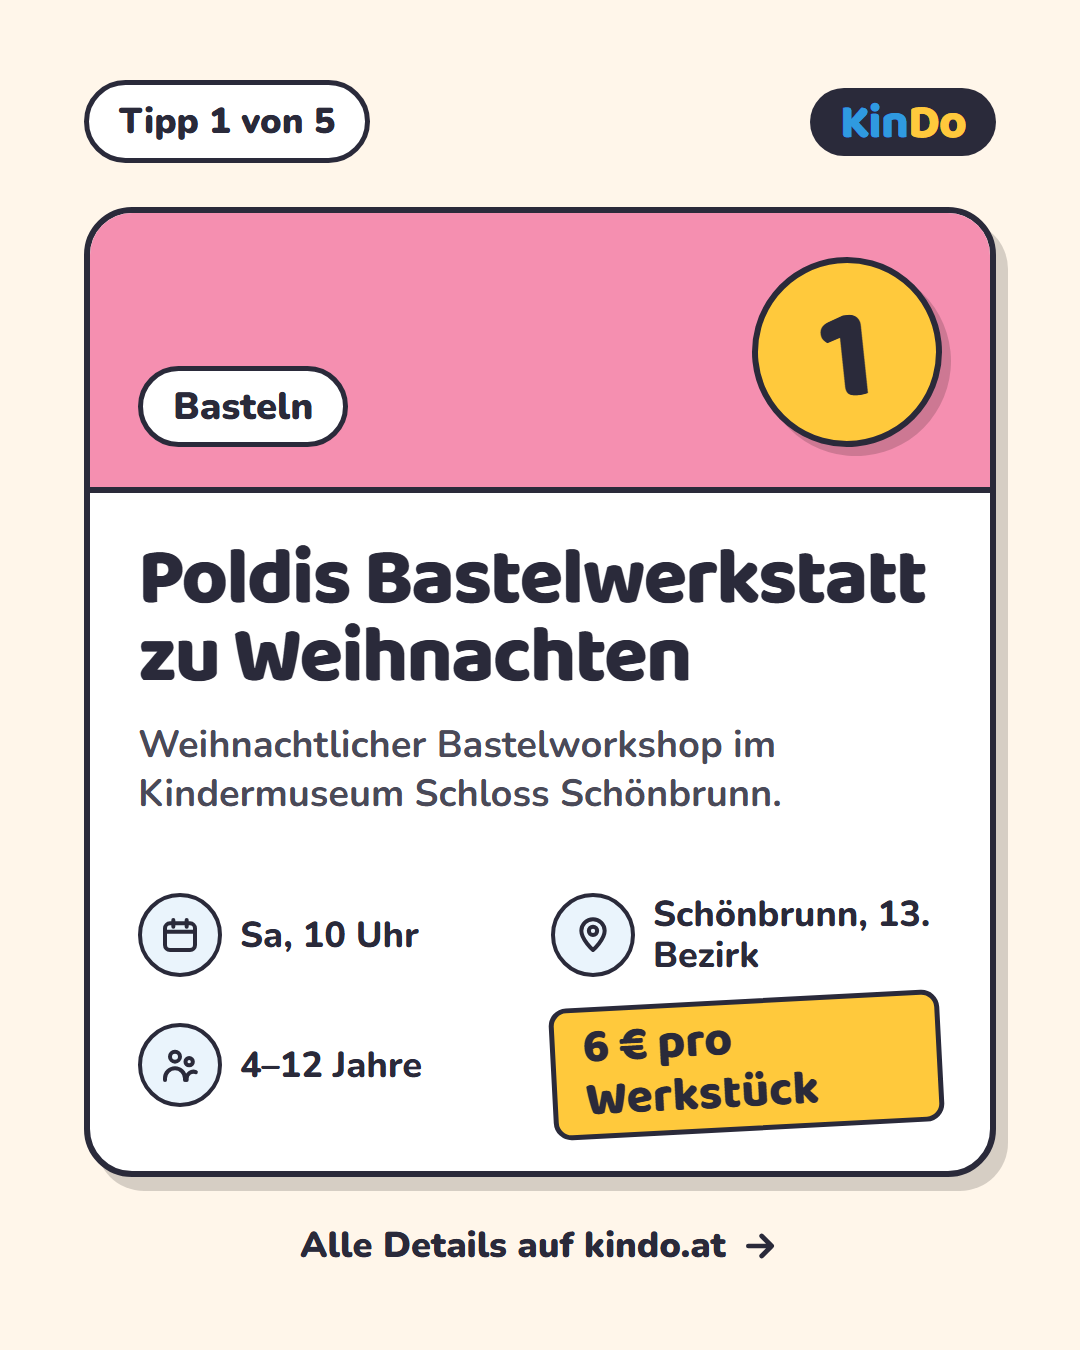 Tipp 1 von 5
KinDo
1
Basteln
Poldis Bastelwerkstatt
zu Weihnachten
Weihnachtlicher Bastelworkshop im
Kindermuseum Schloss Schönbrunn.
Sa, 10 Uhr
Schönbrunn, 13.
Bezirk
4–12 Jahre
6 € pro
Werkstück
Alle Details auf kindo.at →